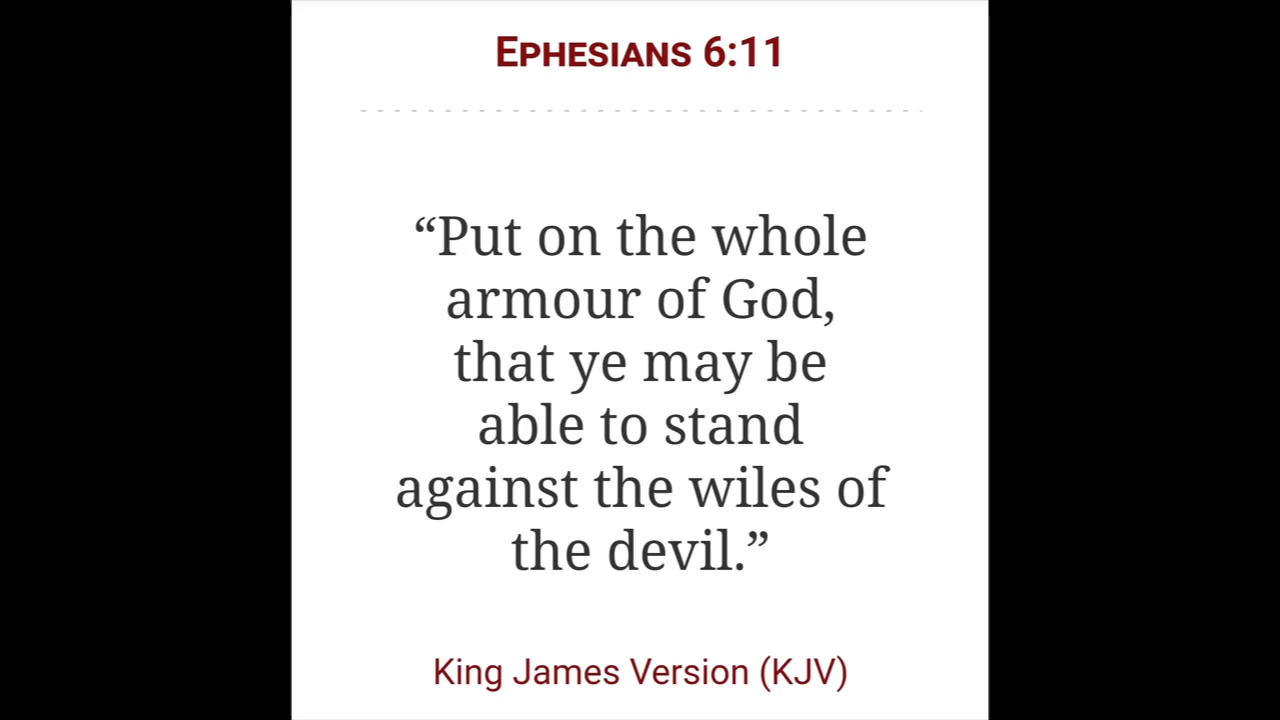 EPHESIANS 6:11
“Put on the whole
armour of God,
that ye may be
able to stand
against the wiles of
the devil.”
King James Version (KJV)